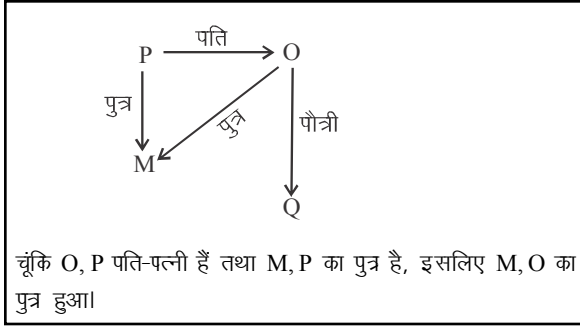 P पति O
पुत्र पुत्र पौत्री
M
Q
चूंकि O, P पति-पत्नी हैं तथा M, P का पुत्र है, इसलिए M, O का
पुत्र हुआ।